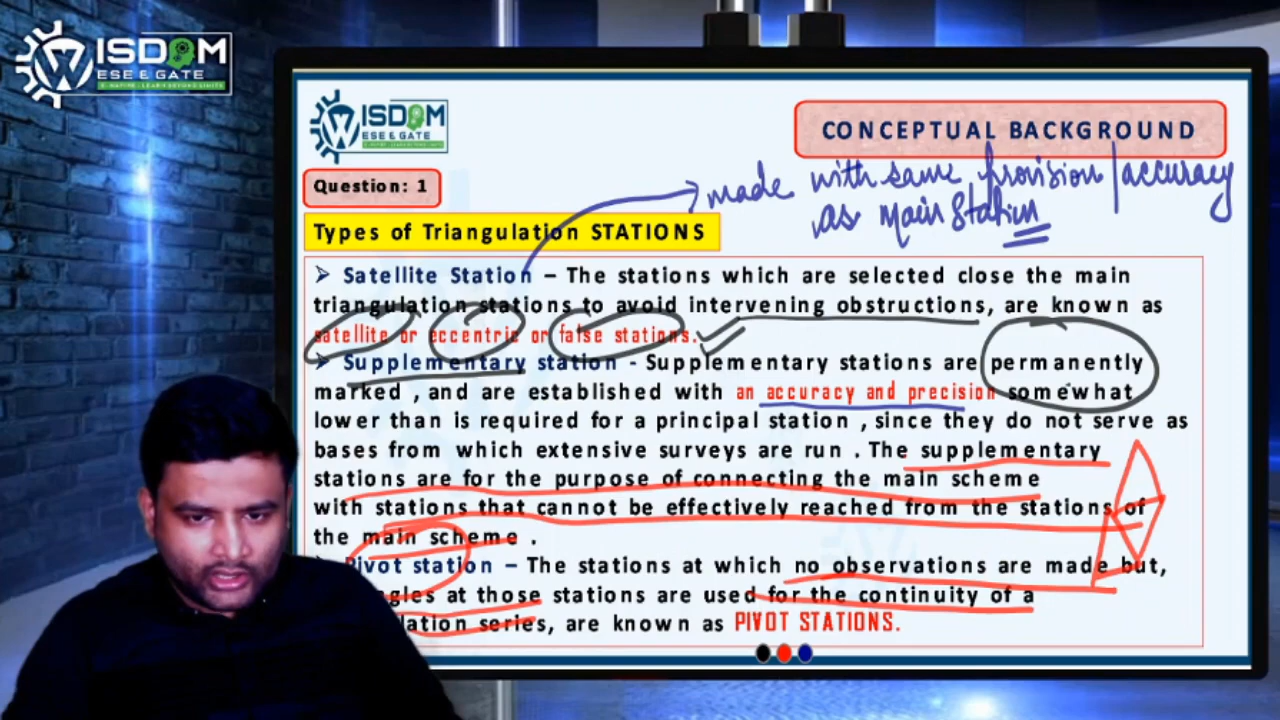 WISDOM
ESE & GATE
WISDOM
ESE & GATE
CONCEPTUAL BACKGROUND
Question: 1
made with same provision / accuracy
as main station
Types of Triangulation STATIONS
➢ Satellite Station – The stations which are selected close the main
triangulation stations to avoid intervening obstructions, are known as
satellite or eccentric or false stations.
➢ Supplementary station - Supplementary stations are permanently
marked , and are established with an accuracy and precision somewhat
lower than is required for a principal station , since they do not serve as
bases from which extensive surveys are run . The supplementary
stations are for the purpose of connecting the main scheme
with stations that cannot be effectively reached from the stations of
the main scheme .
Pivot station – The stations at which no observations are made but,
gles at those stations are used for the continuity of a
lation series, are known as PIVOT STATIONS.